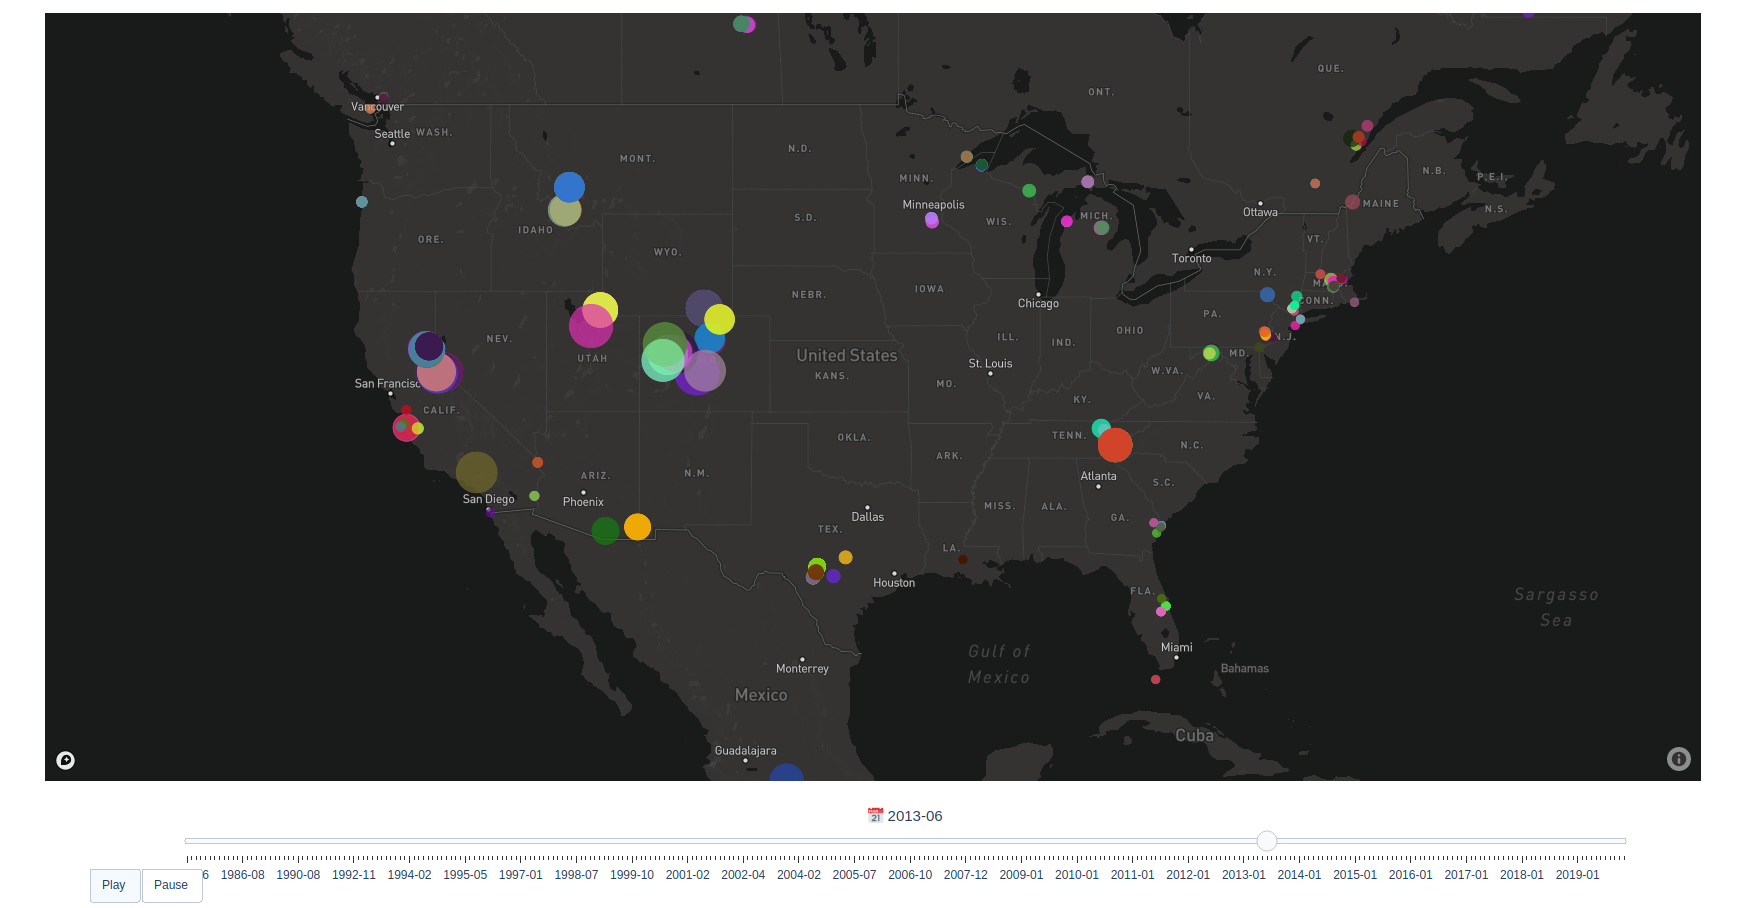 QUE.
ONT.
Vancouver
Seattle
WASH.
N.D.
MONT.
MINN.
N.B.
P.E.I.
Minneapolis
MAINE
N.S.
S.D.
WIS.
MICH.
Ottawa
IDAHO
ORE.
VT.
WYO.
Toronto
N.Y.
IOWA
NEBR.
Chicago
CONN.
PA.
OHIO
NEV.
ILL.
IND.
N.J.
MD.
UTAH
United States
St. Louis
KANS.
W.VA.
San Francisc
MO.
KY.
VA.
CALIF.
OKLA.
TENN.
N.C.
ARK.
ARIZ.
N.M.
Atlanta
S.C.
San Diego
Phoenix
MISS.
ALA.
Dallas
GA.
TEX.
LA.
Houston
FLA.
Sargasso
Sea
Miami
Gulf of
Mexico
Monterrey
Bahamas
Mexico
Cuba
Guadalajara
21 2013-06
6 1986-08 1990-08 1992-11 1994-02 1995-05 1997-01 1998-07 1999-10 2001-02 2002-04 2004-02 2005-07 2006-10 2007-12 2009-01 2010-01 2011-01 2012-01 2013-01 2014-01 2015-01 2016-01 2017-01 2018-01 2019-01
Play Pause